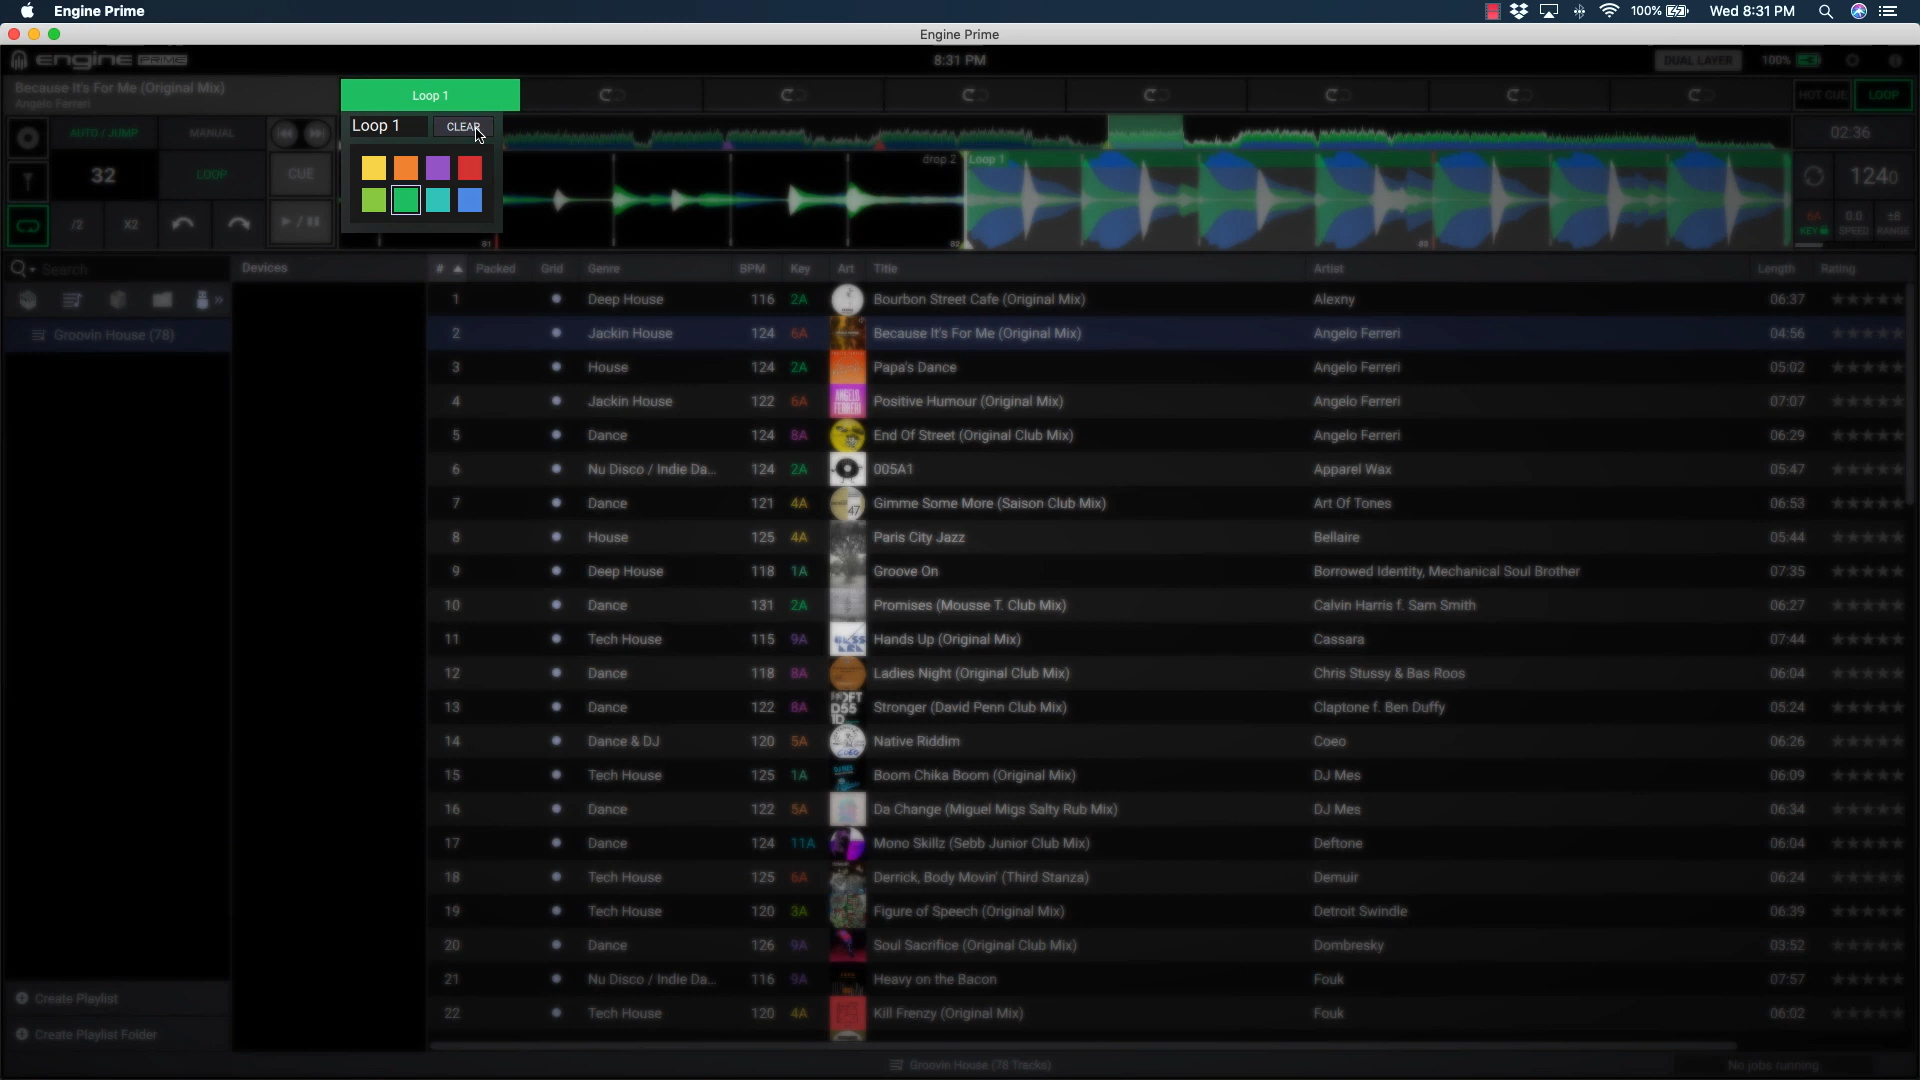 Engine Prime
100%
Wed 8:31 PM
Engine Prime
engine PRIME
8:31 PM
DUAL LAYER
100%
Because It's For Me (Original Mix)
Angelo Ferreri
Loop 1
HOT CUE
LOOP
AUTO / JUMP
MANUAL
Loop 1
CLEAR
02:36
32
LOOP
CUE
drop 2
Loop 1
1240
/2
X2
6A
KEY
0.0
SPEED
±8
RANGE
81
82
83
Search
Devices
# Packed Grid Genre BPM Key Art Title Artist Length Rating
Groovin House (78)
1 Deep House 116 2A Bourbon Street Cafe (Original Mix) Alexny 06:37
2 Jackin House 124 6A Because It's For Me (Original Mix) Angelo Ferreri 04:56
3 House 124 2A Papa's Dance Angelo Ferreri 05:02
4 Jackin House 122 6A Positive Humour (Original Mix) Angelo Ferreri 07:07
5 Dance 124 8A End Of Street (Original Club Mix) Angelo Ferreri 06:29
6 Nu Disco / Indie Da... 124 2A 005A1 Apparel Wax 05:47
7 Dance 121 4A Gimme Some More (Saison Club Mix) Art Of Tones 06:53
8 House 125 4A Paris City Jazz Bellaire 05:44
9 Deep House 118 1A Groove On Borrowed Identity, Mechanical Soul Brother 07:35
10 Dance 131 2A Promises (Mousse T. Club Mix) Calvin Harris f. Sam Smith 06:27
11 Tech House 115 9A Hands Up (Original Mix) Cassara 07:44
12 Dance 118 8A Ladies Night (Original Club Mix) Chris Stussy & Bas Roos 06:04
13 Dance 122 8A Stronger (David Penn Club Mix) Claptone f. Ben Duffy 05:24
14 Dance & DJ 120 5A Native Riddim Coeo 06:26
15 Tech House 125 1A Boom Chika Boom (Original Mix) DJ Mes 06:09
16 Dance 122 5A Da Change (Miguel Migs Salty Rub Mix) DJ Mes 06:34
17 Dance 124 11A Mono Skillz (Sebb Junior Club Mix) Deftone 06:04
18 Tech House 125 6A Derrick, Body Movin' (Third Stanza) Demuir 06:24
19 Tech House 120 3A Figure of Speech (Original Mix) Detroit Swindle 06:39
20 Dance 126 9A Soul Sacrifice (Original Club Mix) Dombresky 03:52
21 Nu Disco / Indie Da... 116 9A Heavy on the Bacon Fouk 07:57
22 Tech House 120 4A Kill Frenzy (Original Mix) Fouk 06:02
Create Playlist
Create Playlist Folder
Groovin House (78 Tracks)
No jobs running